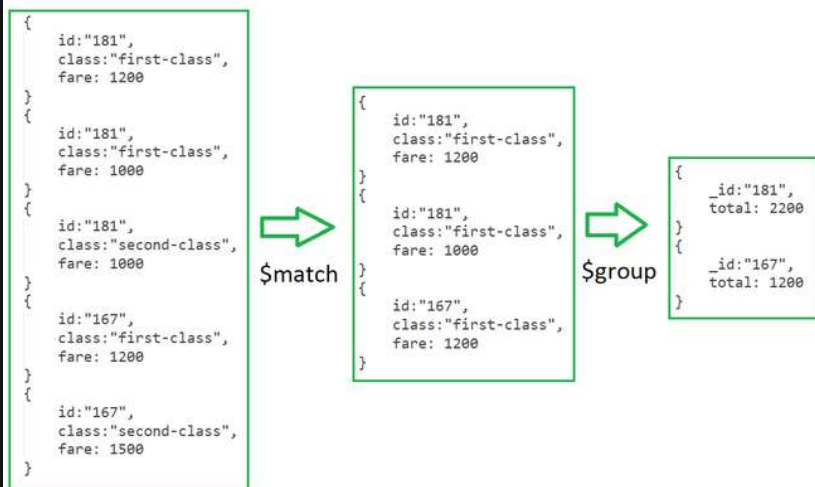 {
id:"181",
class:"first-class",
fare: 1200
}
{
id:"181",
class:"first-class",
fare: 1000
}
{
id:"181",
class:"second-class",
fare: 1000
}
{
id:"167",
class:"first-class",
fare: 1200
}
{
id:"167",
class:"second-class",
fare: 1500
}
$match
{
id:"181",
class:"first-class",
fare: 1200
}
{
id:"181",
class:"first-class",
fare: 1000
}
{
id:"167",
class:"first-class",
fare: 1200
}
$group
{
_id:"181",
total: 2200
}
{
_id:"167",
total: 1200
}